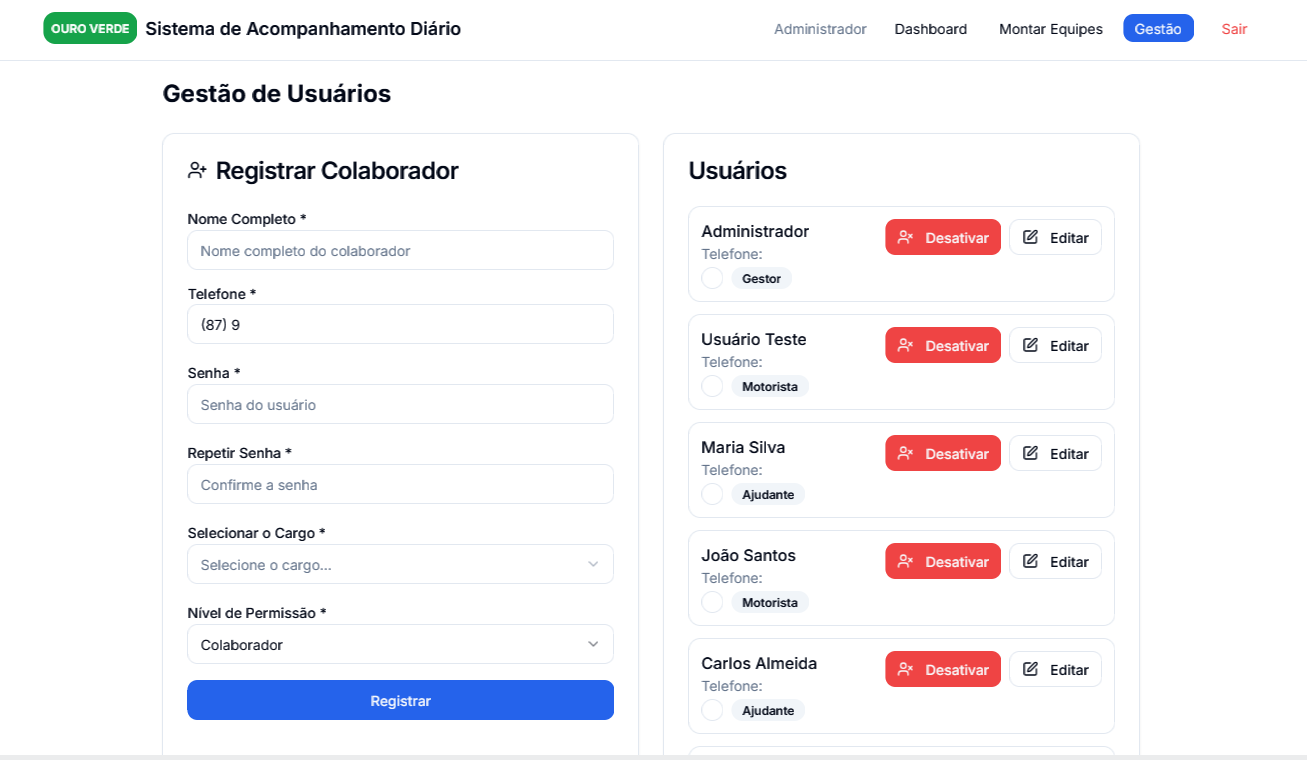 OURO VERDE Sistema de Acompanhamento Diário Administrador Dashboard Montar Equipes Gestão Sair
Gestão de Usuários
Registrar Colaborador
Nome Completo *
Nome completo do colaborador
Telefone *
(87) 9
Senha *
Senha do usuário
Repetir Senha *
Confirme a senha
Selecionar o Cargo *
Selecione o cargo...
Nível de Permissão *
Colaborador
Registrar
Usuários
Administrador Desativar Editar
Telefone:
Gestor
Usuário Teste Desativar Editar
Telefone:
Motorista
Maria Silva Desativar Editar
Telefone:
Ajudante
João Santos Desativar Editar
Telefone:
Motorista
Carlos Almeida Desativar Editar
Telefone:
Ajudante